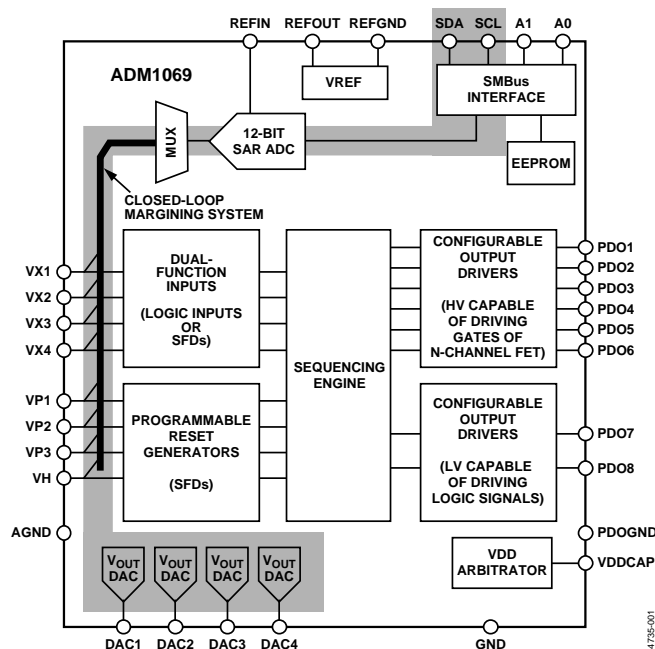 REFIN REFOUT REFGND SDA SCL A1 A0
ADM1069
VREF
SMBus
INTERFACE
MUX
12-BIT
SAR ADC
EEPROM
CLOSED-LOOP
MARGINING SYSTEM
VX1
VX2
VX3
VX4
VP1
VP2
VP3
VH
AGND
DUAL-
FUNCTION
INPUTS
(LOGIC INPUTS
OR
SFDs)
PROGRAMMABLE
RESET
GENERATORS
(SFDs)
SEQUENCING
ENGINE
CONFIGURABLE
OUTPUT
DRIVERS
(HV CAPABLE
OF DRIVING
GATES OF
N-CHANNEL FET)
CONFIGURABLE
OUTPUT
DRIVERS
(LV CAPABLE
OF DRIVING
LOGIC SIGNALS)
PDO1
PDO2
PDO3
PDO4
PDO5
PDO6
PDO7
PDO8
PDOGND
VDDCAP
VDD
ARBITRATOR
VOUT
DAC
VOUT
DAC
VOUT
DAC
VOUT
DAC
DAC1 DAC2 DAC3 DAC4
GND
4735-001